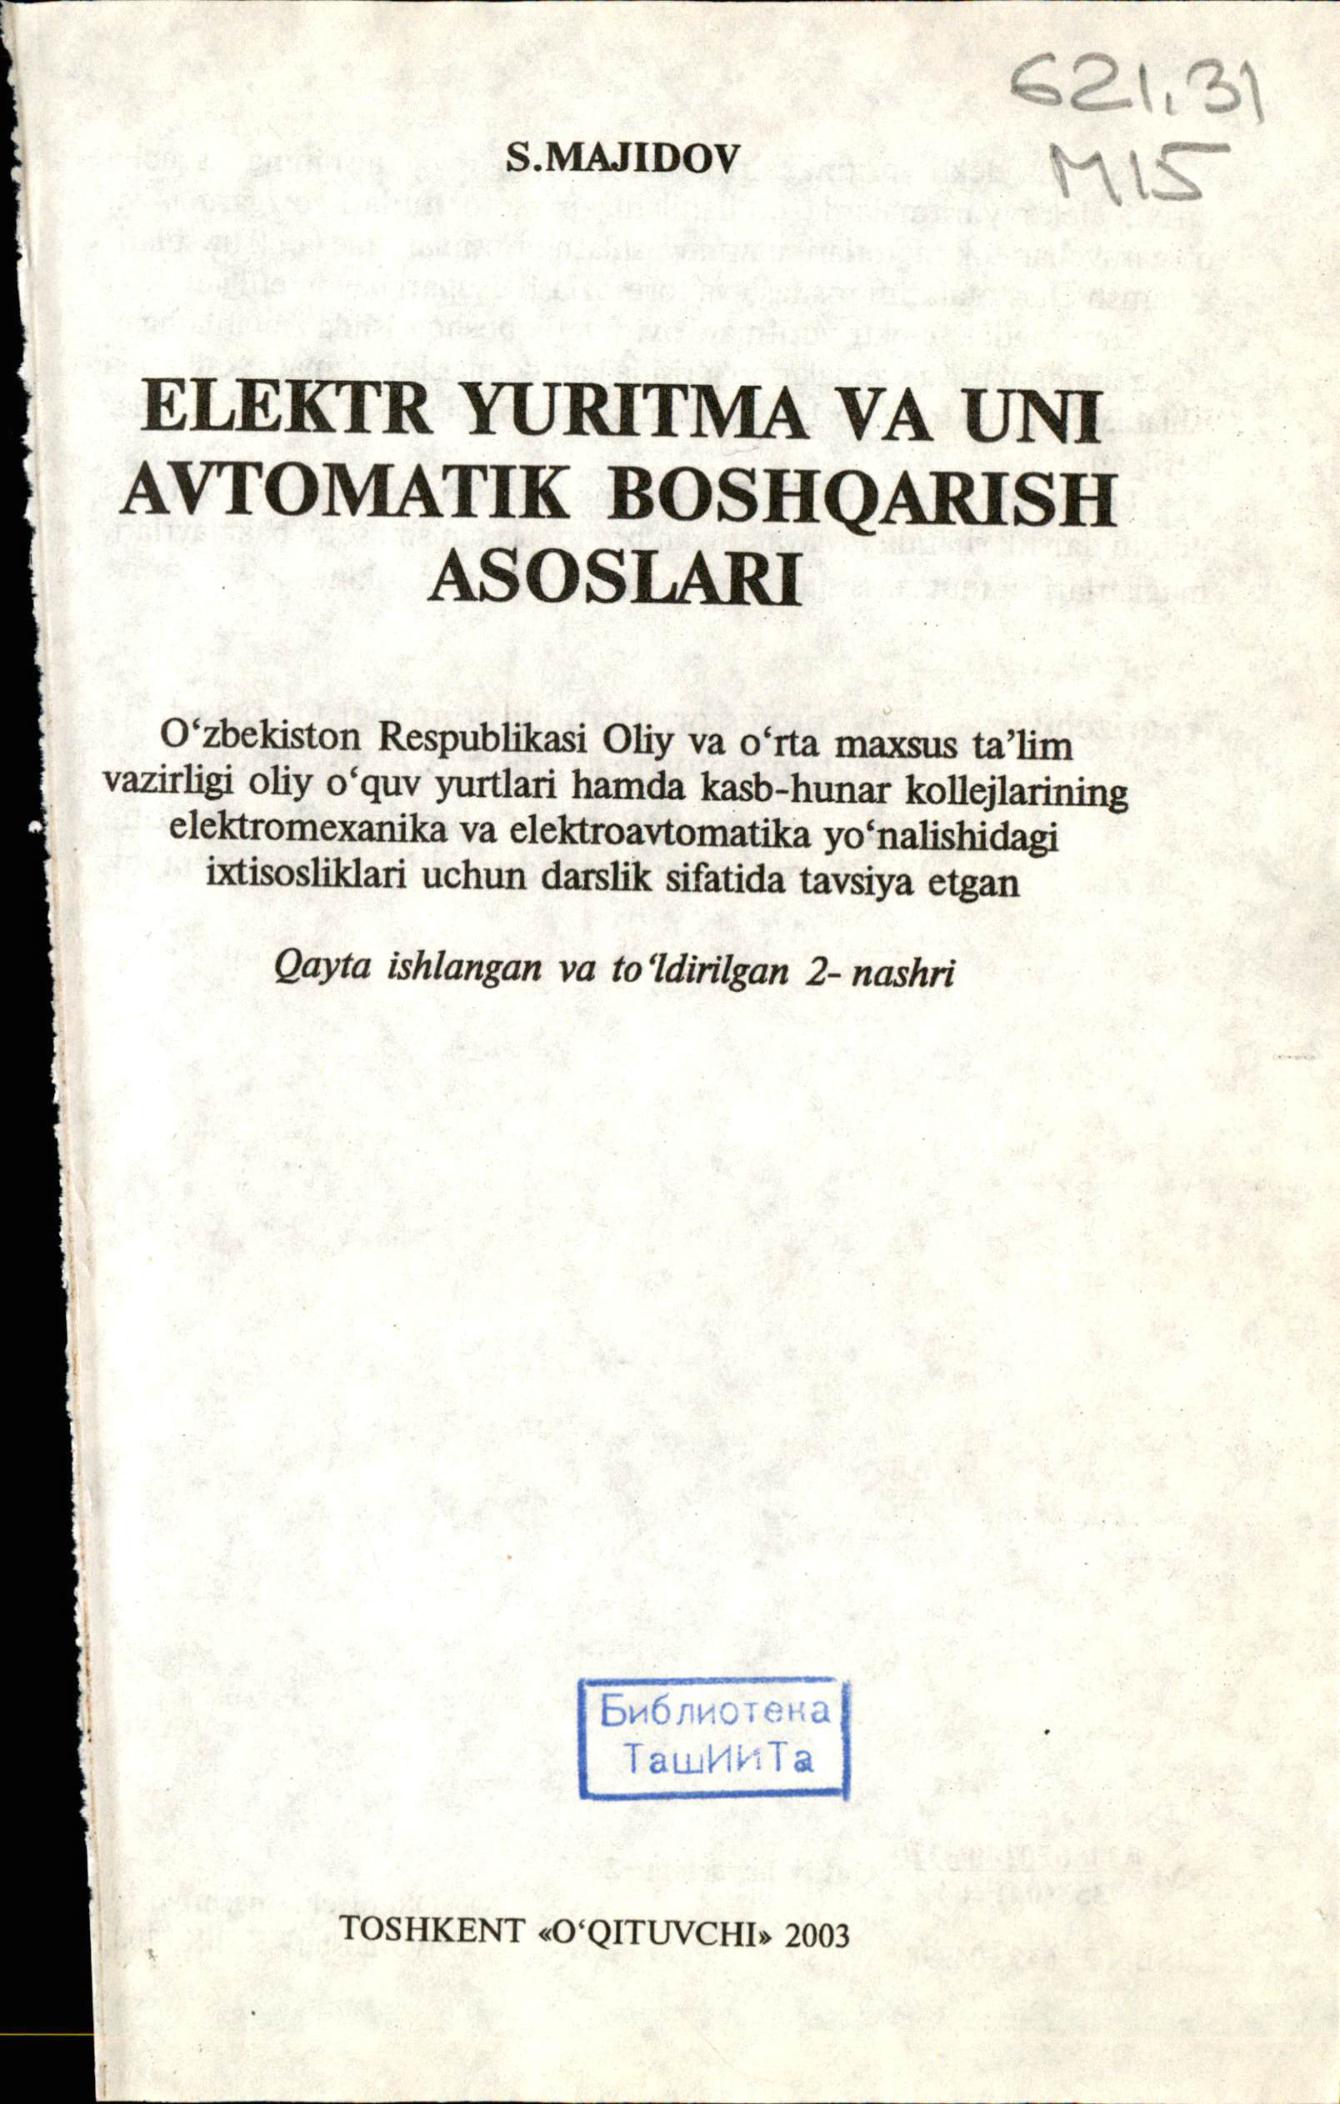 621.31
M15
S.MAJIDOV
ELEKTR YURITMA VA UNI
AVTOMATIK BOSHQARISH
ASOSLARI
O‘zbekiston Respublikasi Oliy va o‘rta maxsus ta’lim
vazirligi oliy o‘quv yurtlari hamda kasb-hunar kollejlarining
elektromexanika va elektroavtomatika yo‘nalishidagi
ixtisosliklari uchun darslik sifatida tavsiya etgan
Qayta ishlangan va to‘ldirilgan 2- nashri
Библиотека
ТашИИТа
TOSHKENT «O‘QITUVCHI» 2003